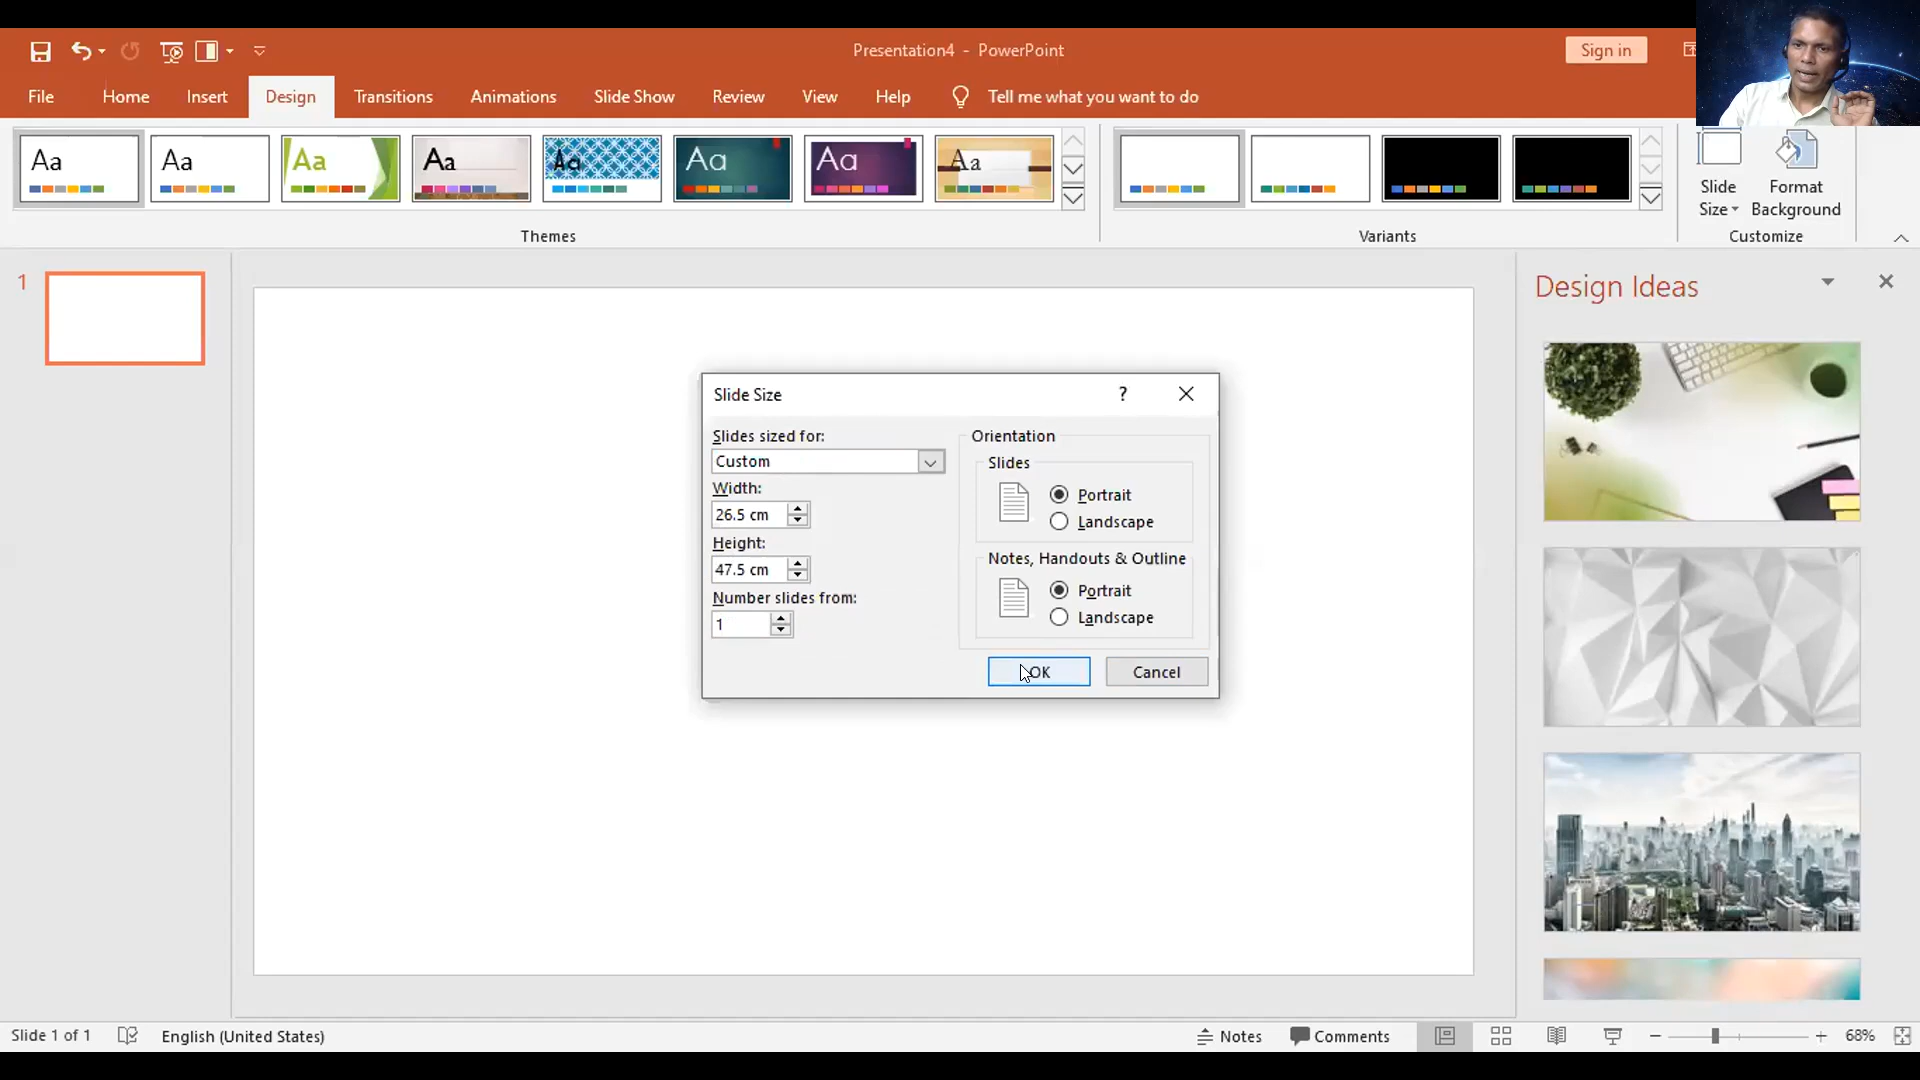 Presentation4 - PowerPoint
Sign in
File Home Insert Design Transitions Animations Slide Show Review View Help Tell me what you want to do
Aa Aa Aa Aa Aa Aa Aa Aa
Slide Size
Format Background
Themes
Variants
Customize
1
Design Ideas
Slide Size ?
Slides sized for:
Custom
Width:
26.5 cm
Height:
47.5 cm
Number slides from:
1
Orientation
Slides
Portrait
Landscape
Notes, Handouts & Outline
Portrait
Landscape
OK Cancel
Slide 1 of 1 English (United States) Notes Comments 68%